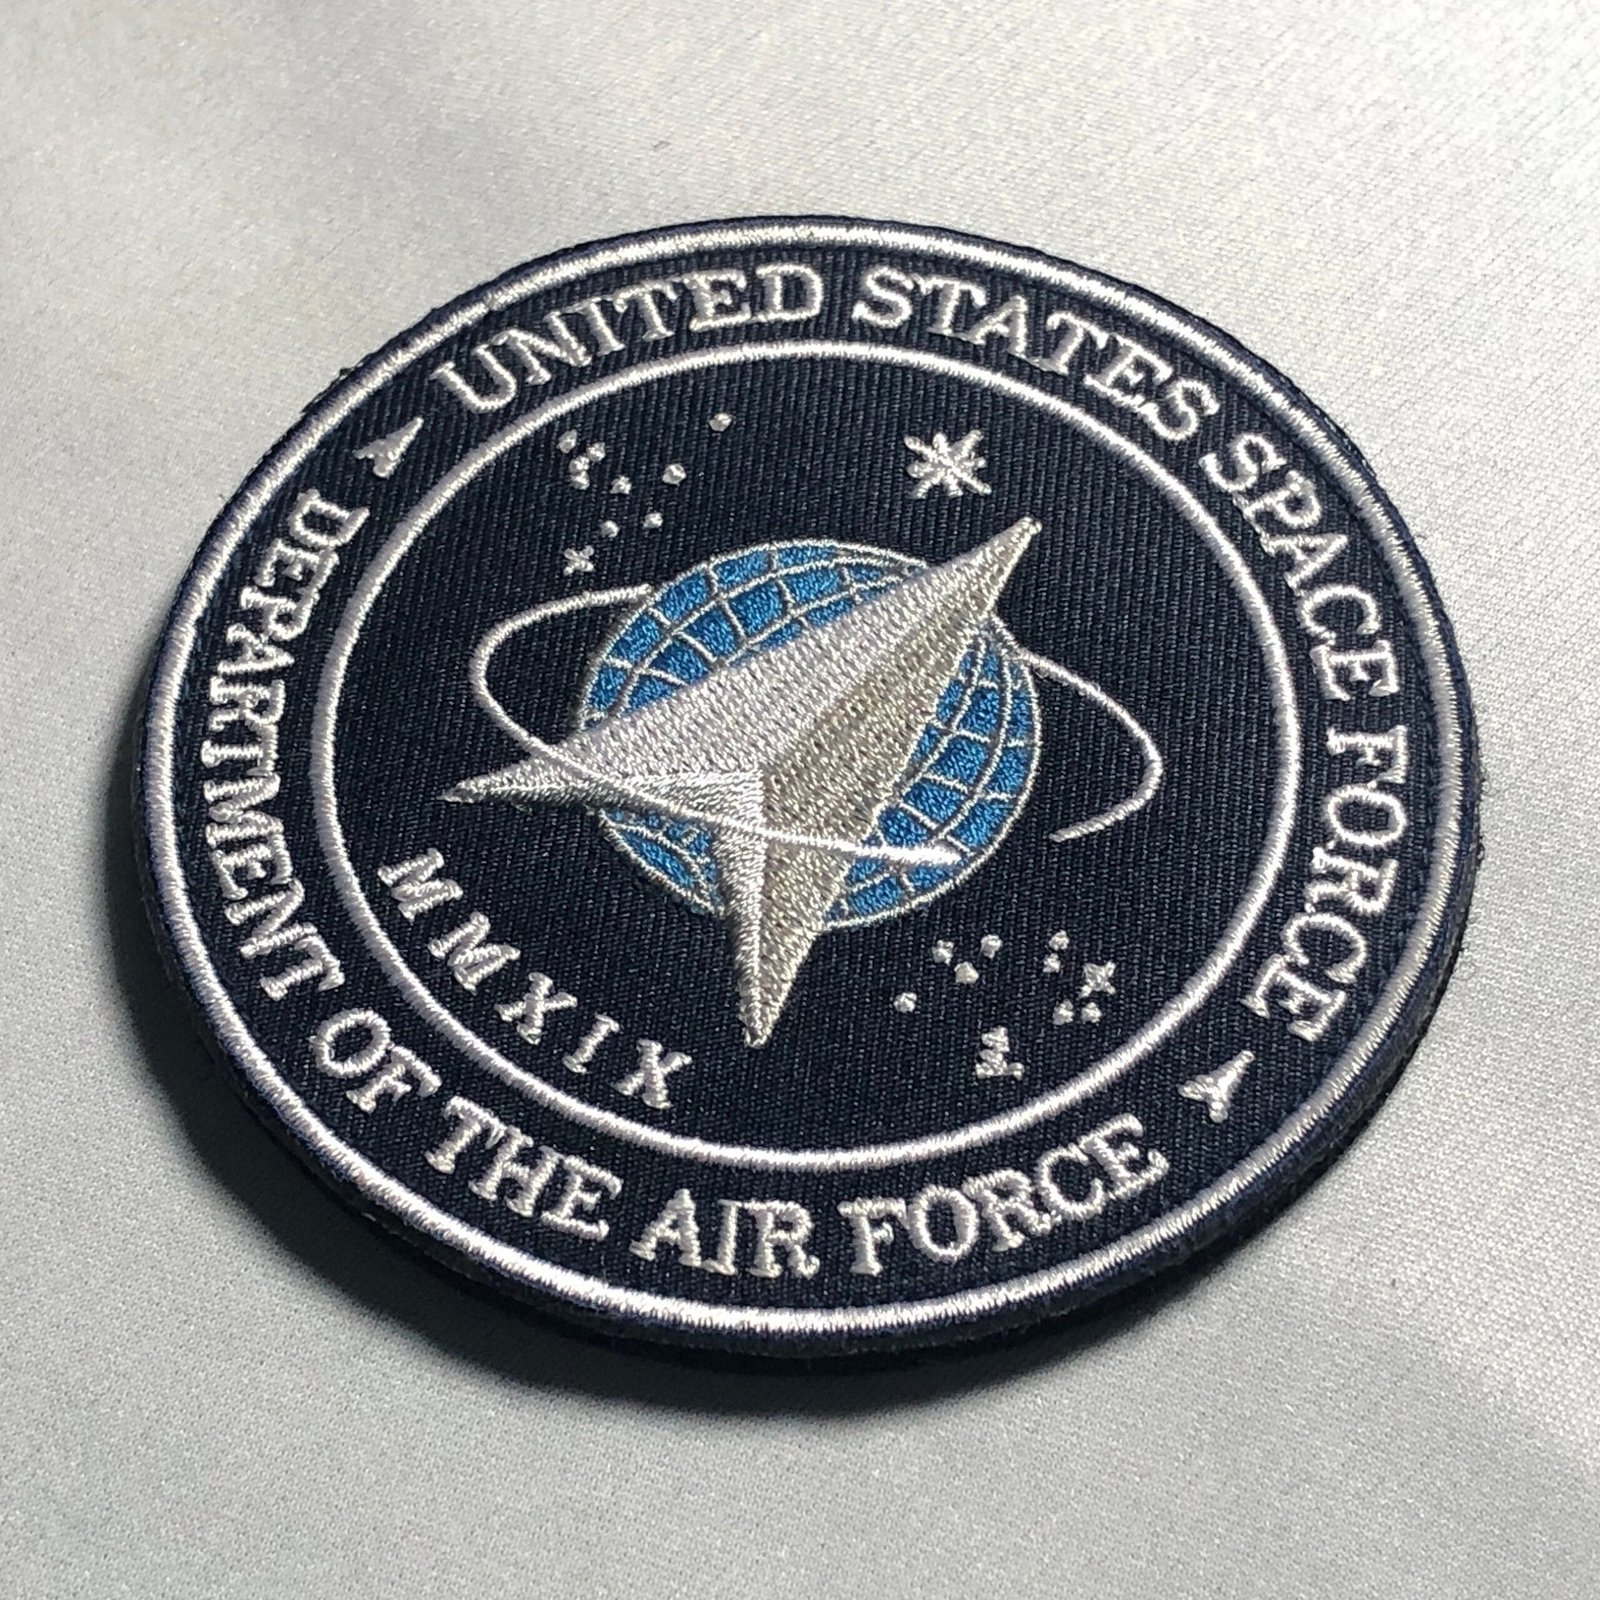 UNITED STATES SPACE FORCE
DEPARTMENT OF THE AIR FORCE
MMXIX